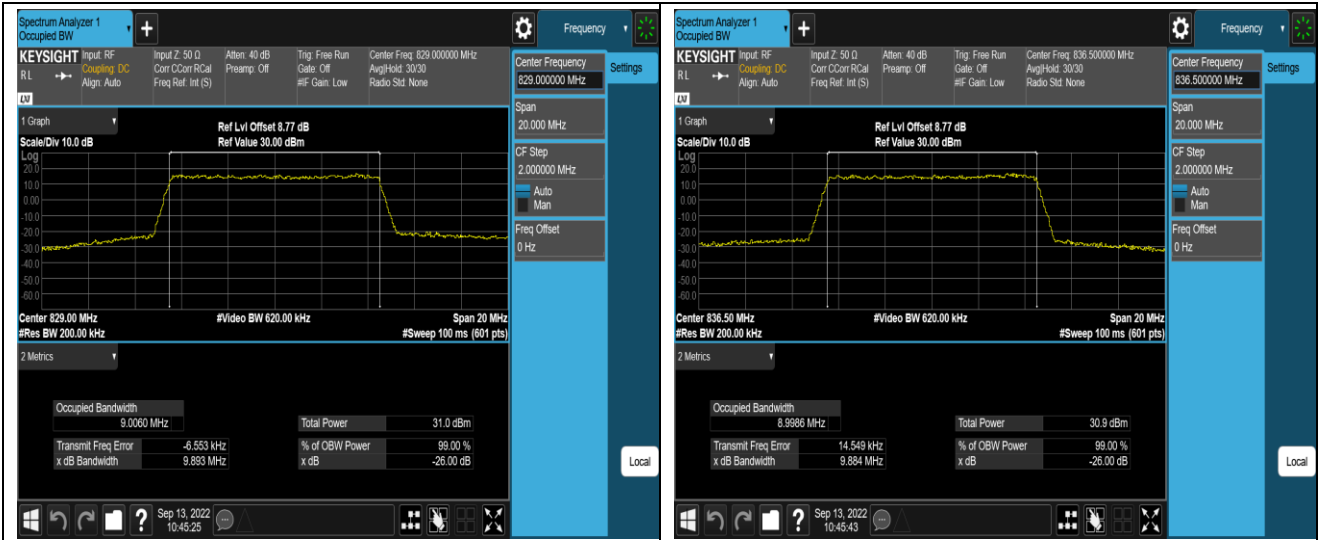 Spectrum Analyzer 1
Occupied BW
Frequency
KEYSIGHT Input: RF Input Z: 50 Ω Atten: 40 dB Trig: Free Run Center Freq: 829.000000 MHz
RL Coupling: DC Corr CCorr RCal Preamp: Off Gate: Off Avg|Hold: 30/30
Align: Auto Freq Ref: Int (S) #IF Gain: Low Radio Std: None
LXI
Center Frequency
829.000000 MHz
Settings
Span
20.000 MHz
CF Step
2.000000 MHz
Auto
Man
Freq Offset
0 Hz
Local
1 Graph
Ref Lvl Offset 8.77 dB
Scale/Div 10.0 dB Ref Value 30.00 dBm
Log
20.0
10.0
0.00
-10.0
-20.0
-30.0
-40.0
-50.0
-60.0
Center 829.00 MHz #Video BW 620.00 kHz Span 20 MHz
#Res BW 200.00 kHz #Sweep 100 ms (601 pts)
2 Metrics
Occupied Bandwidth
9.0060 MHz Total Power 31.0 dBm
Transmit Freq Error -6.553 kHz % of OBW Power 99.00 %
x dB Bandwidth 9.893 MHz x dB -26.00 dB
?
Sep 13, 2022
10:45:25
Spectrum Analyzer 1
Occupied BW
Frequency
KEYSIGHT Input: RF Input Z: 50 Ω Atten: 40 dB Trig: Free Run Center Freq: 836.500000 MHz
RL Coupling: DC Corr CCorr RCal Preamp: Off Gate: Off Avg|Hold: 30/30
Align: Auto Freq Ref: Int (S) #IF Gain: Low Radio Std: None
LXI
Center Frequency
836.500000 MHz
Settings
Span
20.000 MHz
CF Step
2.000000 MHz
Auto
Man
Freq Offset
0 Hz
Local
1 Graph
Ref Lvl Offset 8.77 dB
Scale/Div 10.0 dB Ref Value 30.00 dBm
Log
20.0
10.0
0.00
-10.0
-20.0
-30.0
-40.0
-50.0
-60.0
Center 836.50 MHz #Video BW 620.00 kHz Span 20 MHz
#Res BW 200.00 kHz #Sweep 100 ms (601 pts)
2 Metrics
Occupied Bandwidth
8.9986 MHz Total Power 30.9 dBm
Transmit Freq Error 14.549 kHz % of OBW Power 99.00 %
x dB Bandwidth 9.884 MHz x dB -26.00 dB
?
Sep 13, 2022
10:45:43